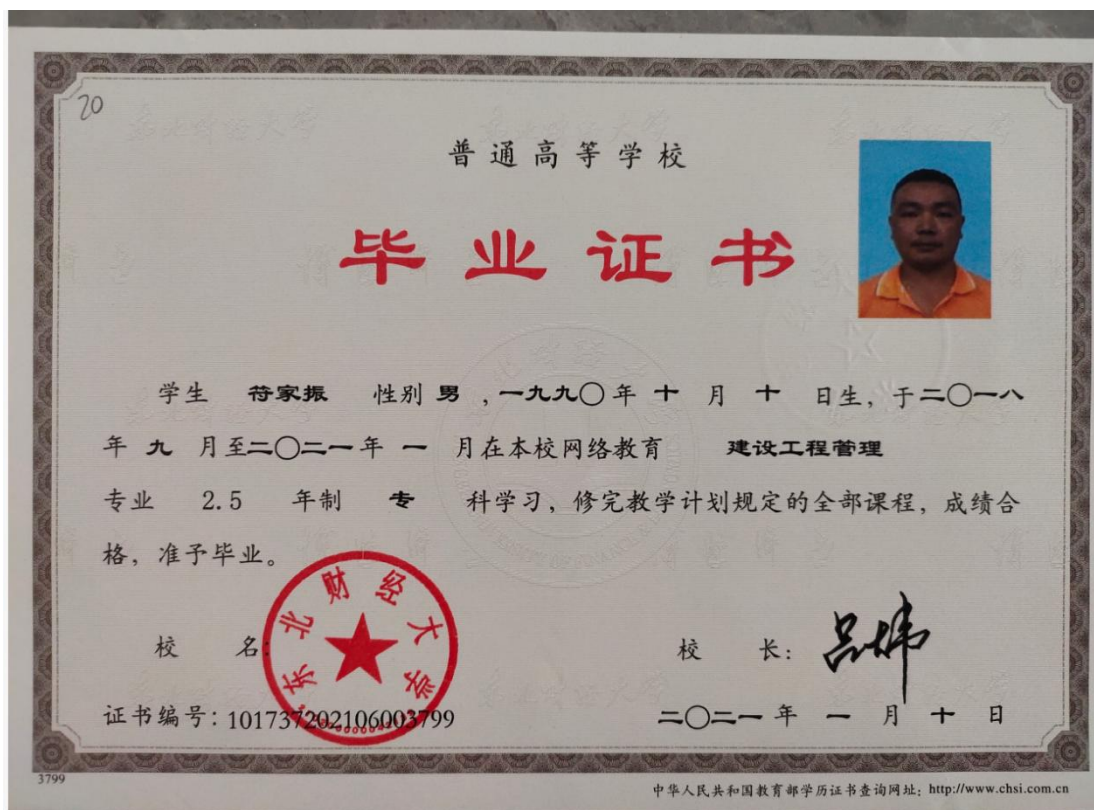 20
普通高等学校
毕业证书
学生 符家振 性别 男 ，一九九〇年 十 月 十 日生，于二〇一八
年 九 月至二〇二一年 一 月在本校网络教育 建设工程管理
专业 2.5 年制 专 科学习，修完教学计划规定的全部课程，成绩合
格，准予毕业。
东北财经大学
校 名：
校 长： 吕炜
证书编号：101737202106003799
二〇二一 年 一 月 十 日
3799
中华人民共和国教育部学历证书查询网址：http://www.chsi.com.cn